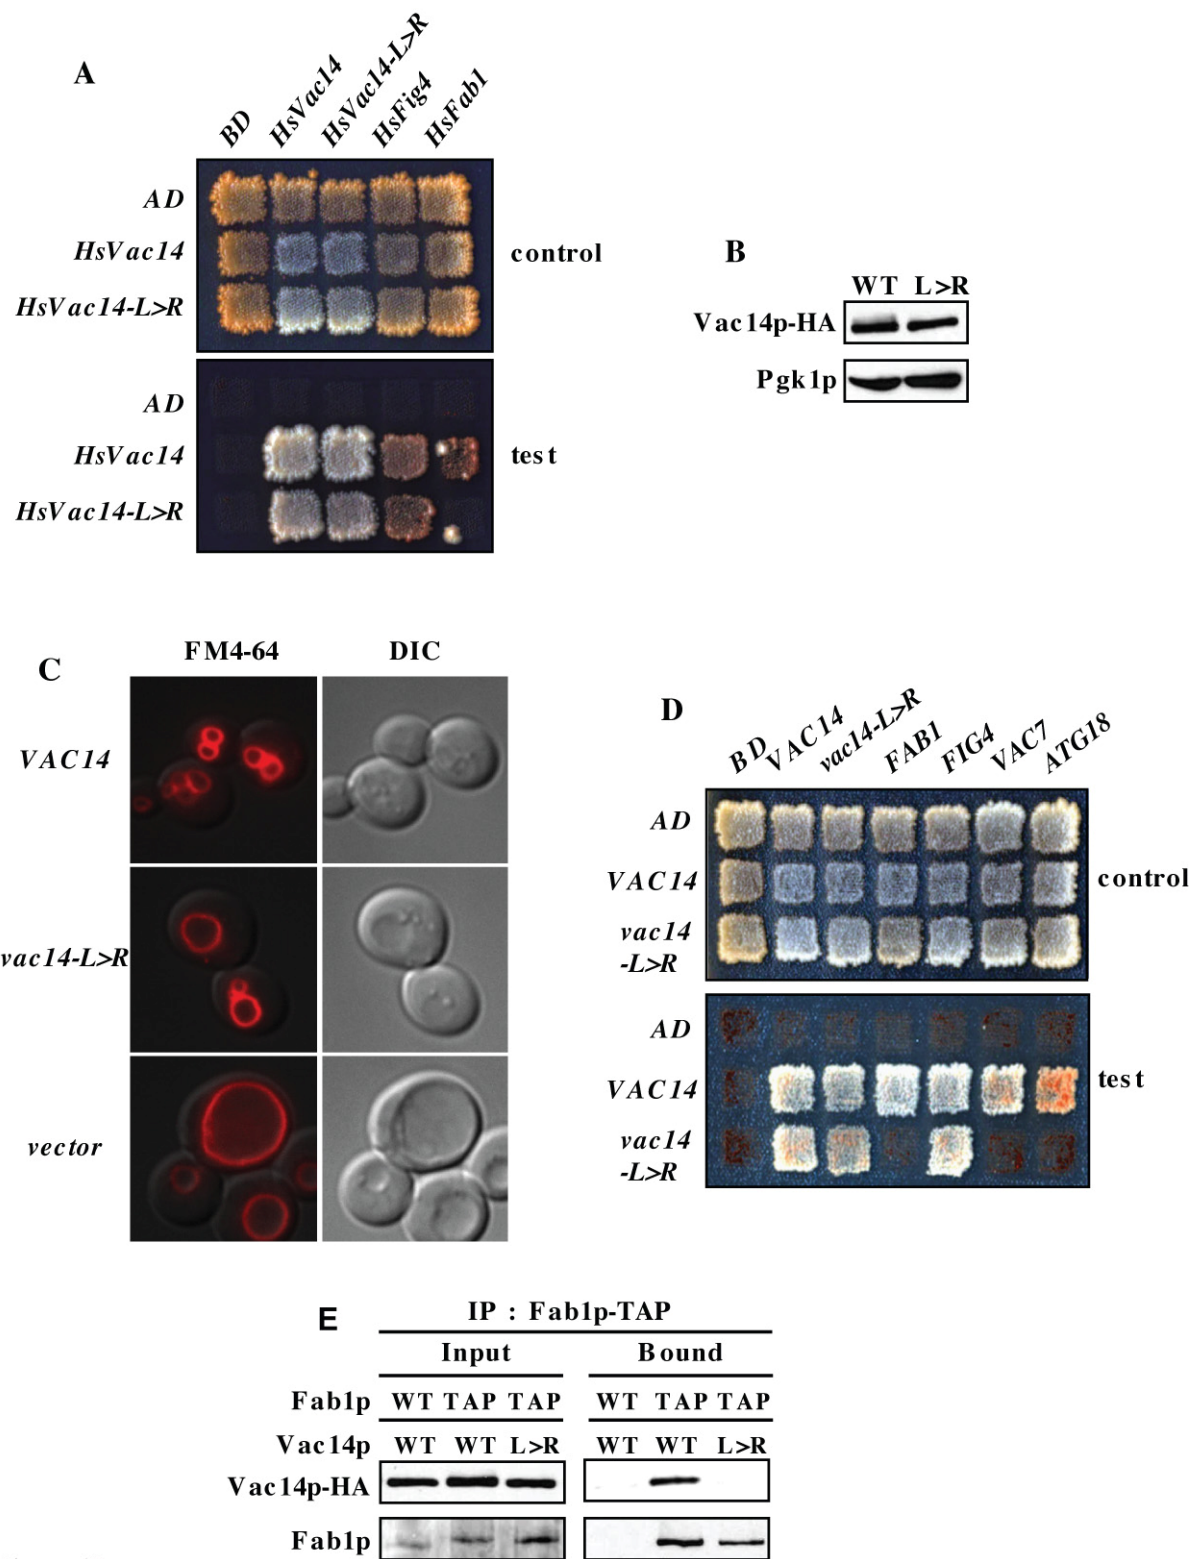 A
BD HsVac14 HsVac14-L>R HsFig4 HsFab1
AD
HsVac14
HsVac14-L>R
control
AD
HsVac14
HsVac14-L>R
test
B
WT L>R
Vac14p-HA
Pgk1p
C
FM4-64 DIC
VAC14
vac14-L>R
vector
D
BD VAC14 vac14-L>R FAB1 FIG4 VAC7 ATG18
AD
VAC14
vac14
-L>R
control
AD
VAC14
vac14
-L>R
test
E
IP : Fab1p-TAP
Input Bound
Fab1p WT TAP TAP WT TAP TAP
Vac14p WT WT L>R WT WT L>R
Vac14p-HA
Fab1p